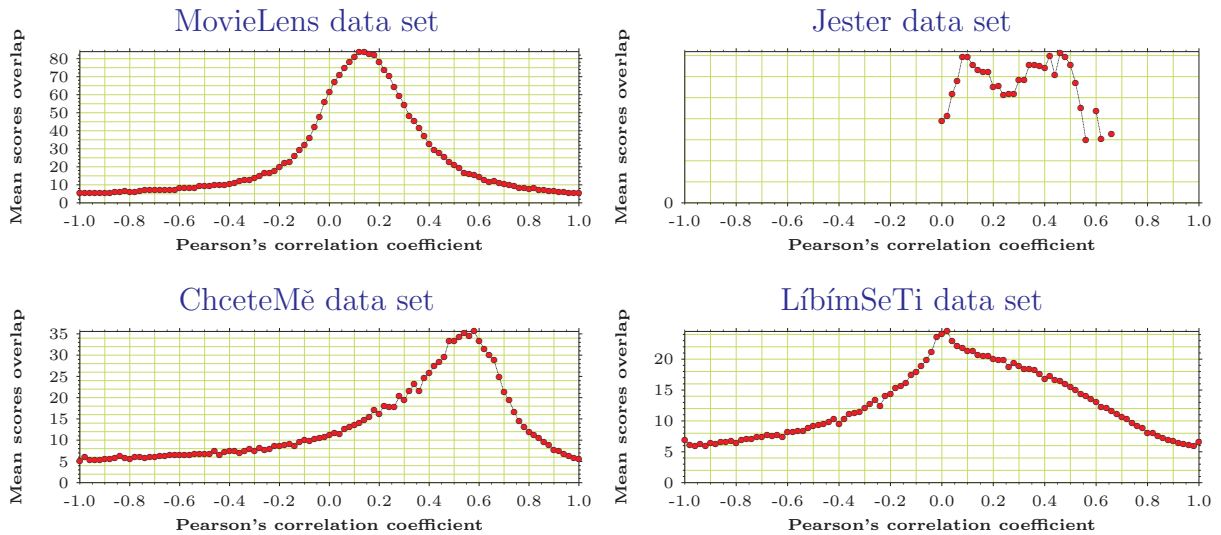 MovieLens data set
Mean scores overlap
80
70
60
50
40
30
20
10
0
-1.0 -0.8 -0.6 -0.4 -0.2 0.0 0.2 0.4 0.6 0.8 1.0
Pearson's correlation coefficient
Jester data set
Mean scores overlap
0
-1.0 -0.8 -0.6 -0.4 -0.2 0.0 0.2 0.4 0.6 0.8 1.0
Pearson's correlation coefficient
ChceteMě data set
Mean scores overlap
35
30
25
20
15
10
5
0
-1.0 -0.8 -0.6 -0.4 -0.2 0.0 0.2 0.4 0.6 0.8 1.0
Pearson's correlation coefficient
LíbímSeTi data set
Mean scores overlap
20
15
10
5
0
-1.0 -0.8 -0.6 -0.4 -0.2 0.0 0.2 0.4 0.6 0.8 1.0
Pearson's correlation coefficient